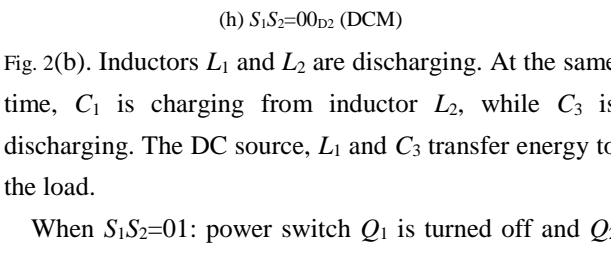 (h) S₁S₂=00D2 (DCM)
Fig. 2(b). Inductors L₁ and L₂ are discharging. At the same
time, C₁ is charging from inductor L₂, while C₃ is
discharging. The DC source, L₁ and C₃ transfer energy to
the load.
When S₁S₂=01: power switch Q₁ is turned off and Q₂